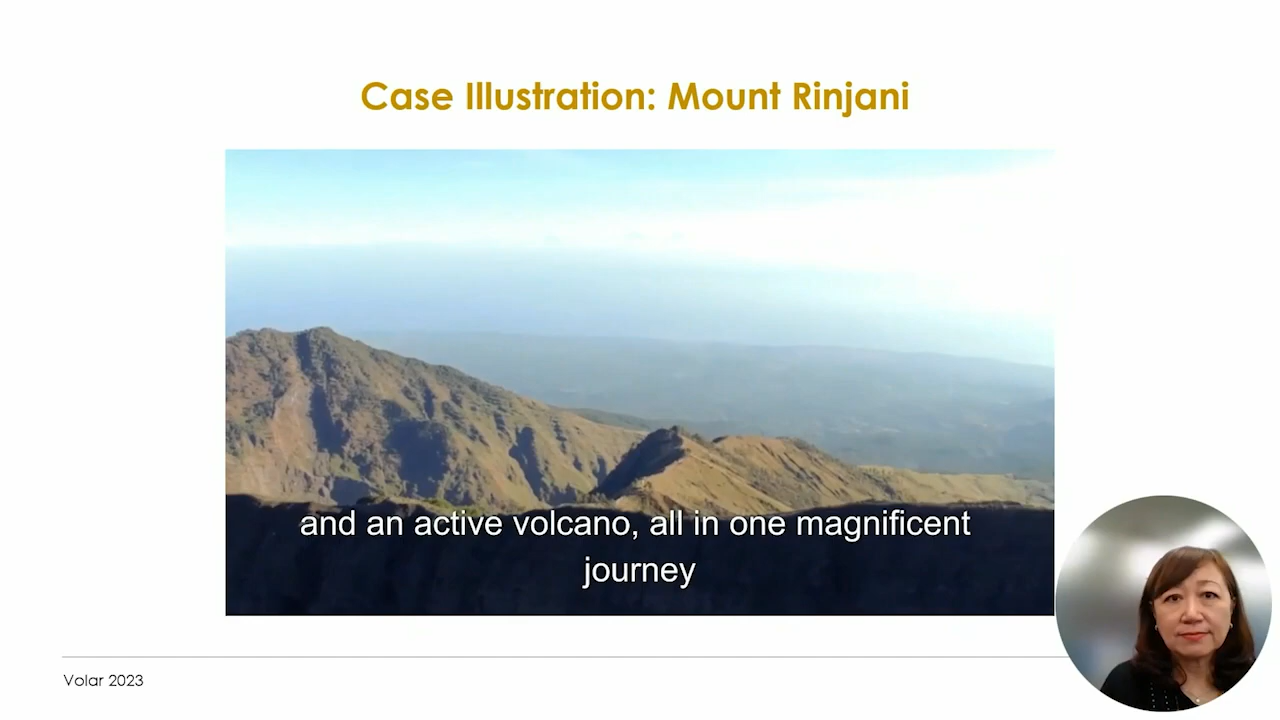 Case Illustration: Mount Rinjani
and an active volcano, all in one magnificent
journey
Volar 2023